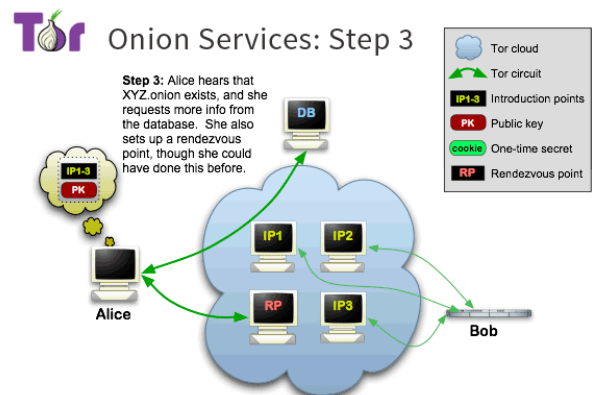 Tor
Onion Services: Step 3
Step 3: Alice hears that
XYZ.onion exists, and she
requests more info from
the database. She also
sets up a rendezvous
point, though she could
have done this before.
Tor cloud
Tor circuit
IP1-3 Introduction points
PK Public key
cookie One-time secret
RP Rendezvous point
DB
IP1-3
PK
IP1
IP2
Alice
RP
IP3
Bob